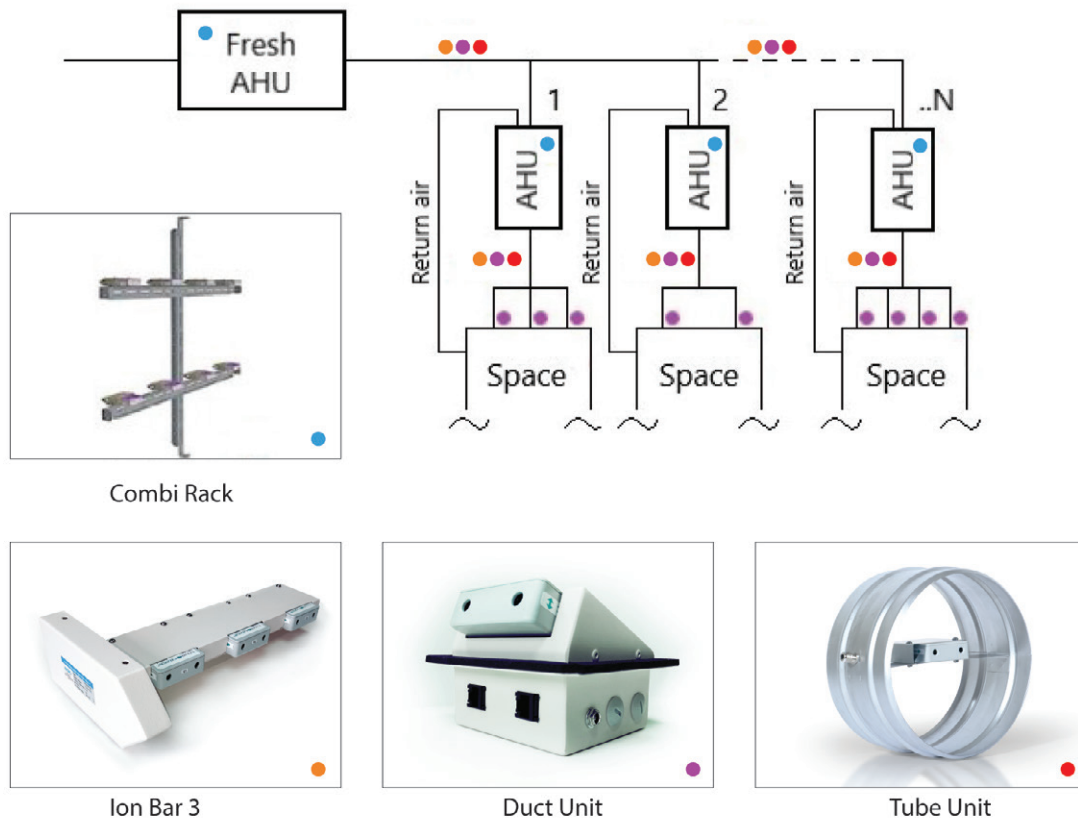 Fresh
AHU
1
2
..N
AHU
AHU
AHU
Return air
Return air
Return air
Space
Space
Space
Combi Rack
Ion Bar 3
Duct Unit
Tube Unit